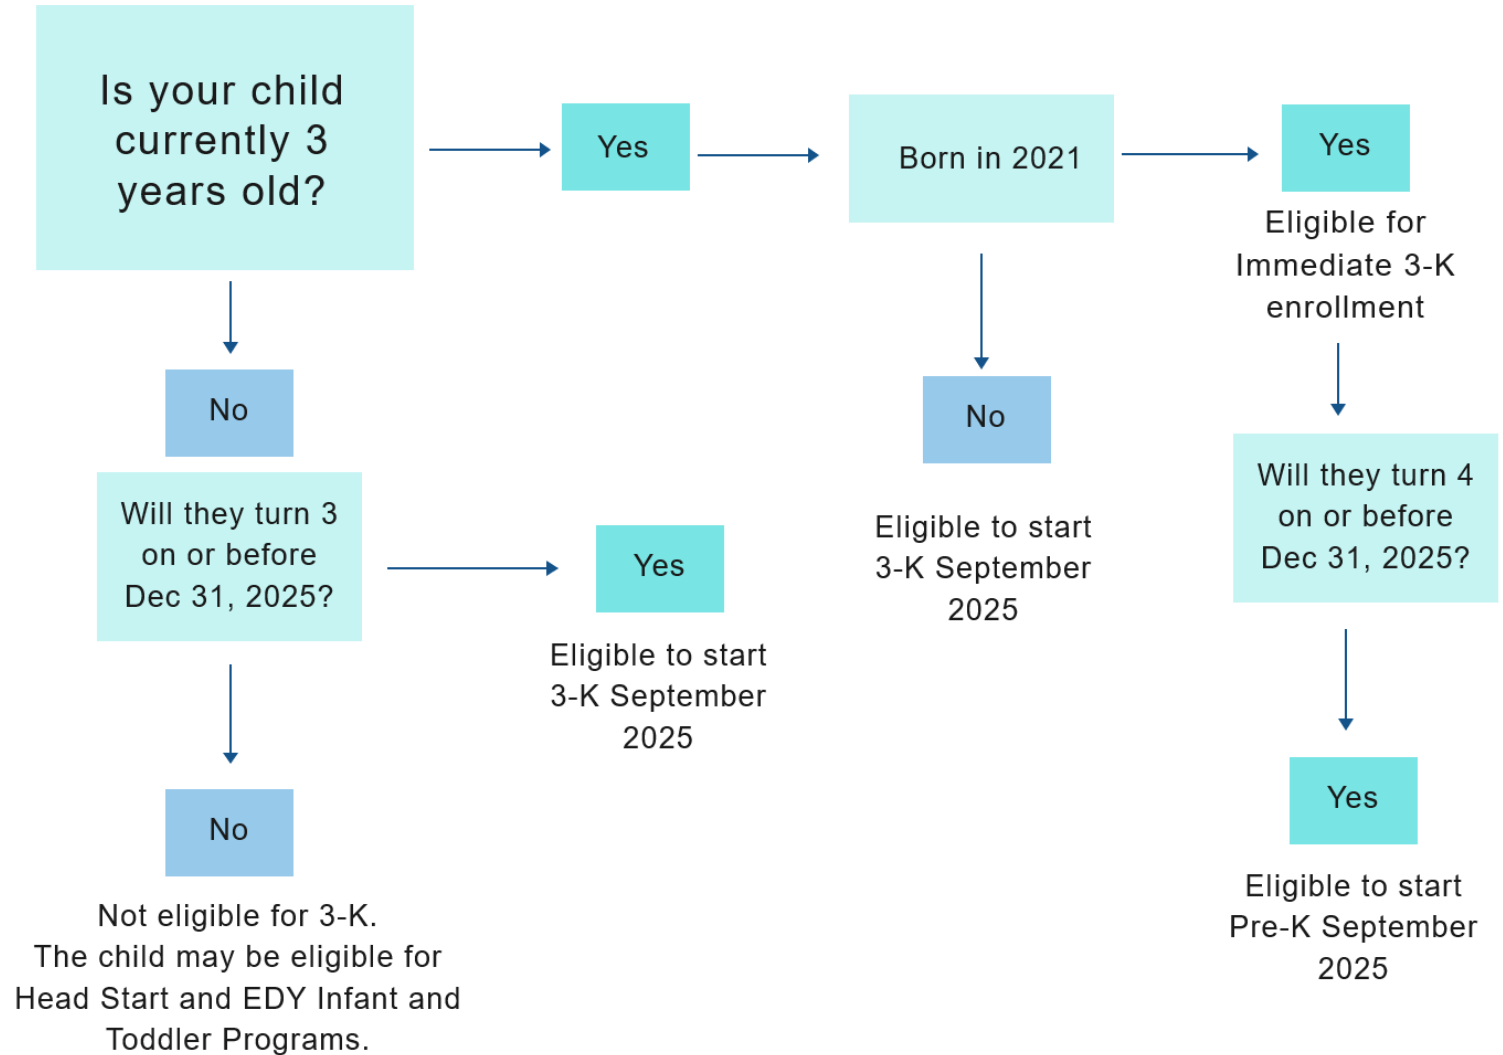 Is your child
currently 3
years old?
Yes
Born in 2021
Yes
Eligible for
Immediate 3-K
enrollment
No
Will they turn 3
on or before
Dec 31, 2025?
Yes
Eligible to start
3-K September
2025
No
Not eligible for 3-K.
The child may be eligible for
Head Start and EDY Infant and
Toddler Programs.
No
Eligible to start
3-K September
2025
Will they turn 4
on or before
Dec 31, 2025?
Yes
Eligible to start
Pre-K September
2025